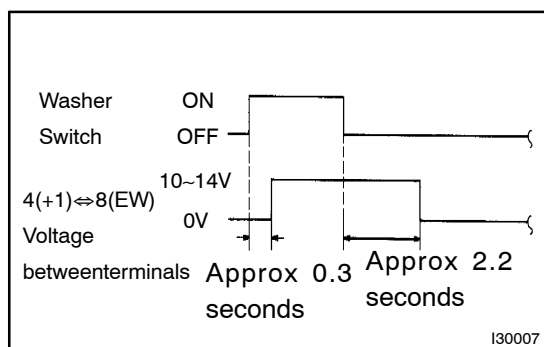 Washer ON
Switch OFF
10~14V
4(+1)⇔8(EW)
Voltage 0V
betweenterminals
Approx 0.3 seconds
Approx 2.2 seconds
I30007